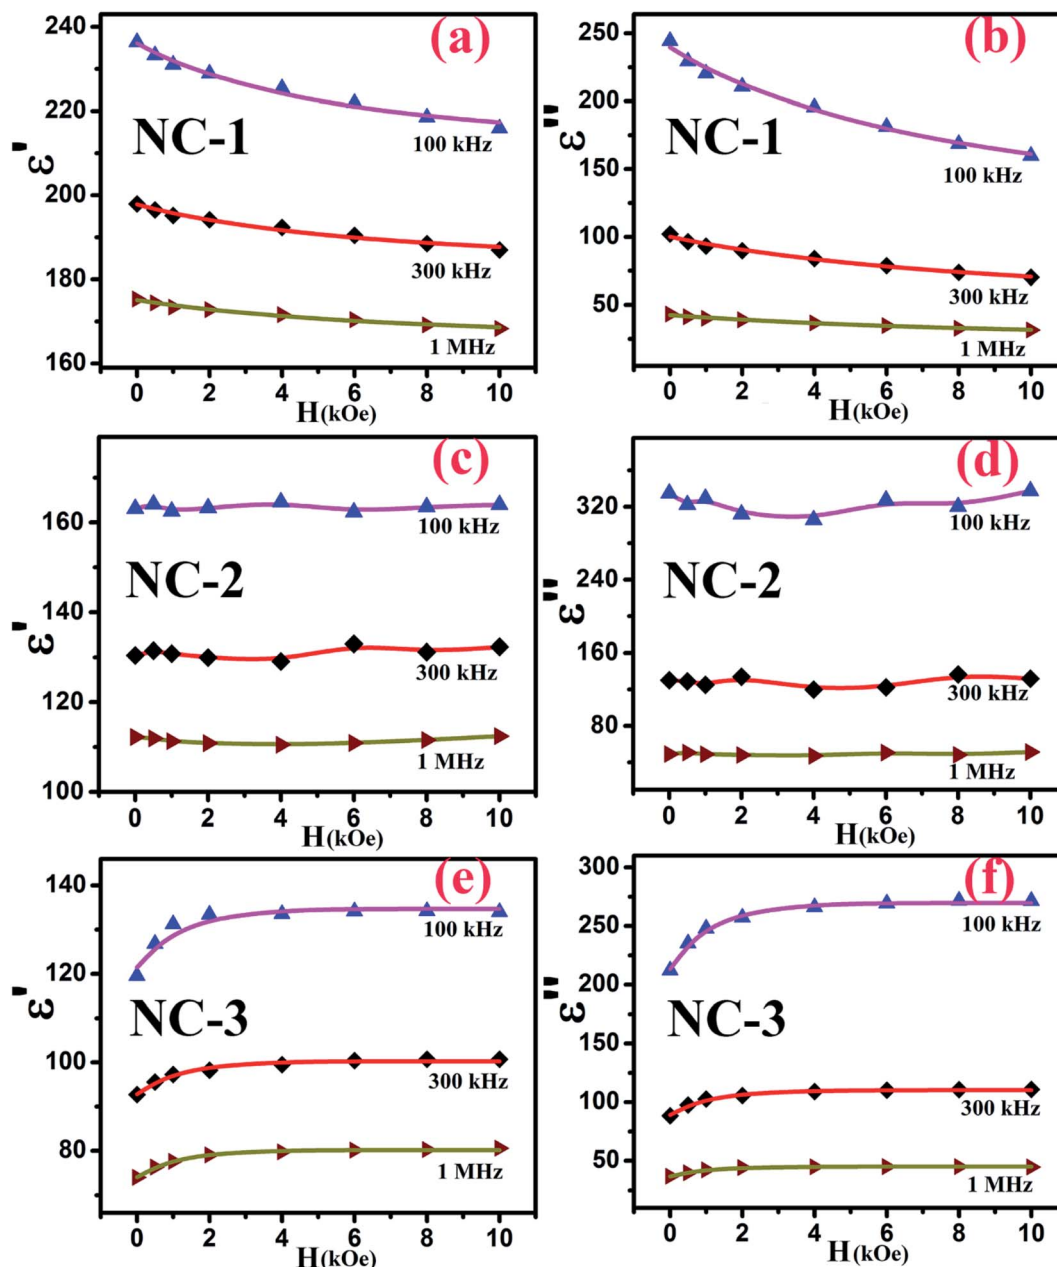 (a)
240
220
200
180
160
ε'
NC-1
100 kHz
300 kHz
1 MHz
0 2 4 6 8 10
H(kOe)
(b)
250
200
150
100
50
ε''
NC-1
100 kHz
300 kHz
1 MHz
0 2 4 6 8 10
H(kOe)
(c)
160
140
120
100
ε'
NC-2
100 kHz
300 kHz
1 MHz
0 2 4 6 8 10
H(kOe)
(d)
320
240
160
80
ε''
NC-2
100 kHz
300 kHz
1 MHz
0 2 4 6 8 10
H(kOe)
(e)
140
120
100
80
ε'
NC-3
100 kHz
300 kHz
1 MHz
0 2 4 6 8 10
H(kOe)
(f)
300
250
200
150
100
50
ε''
NC-3
100 kHz
300 kHz
1 MHz
0 2 4 6 8 10
H(kOe)